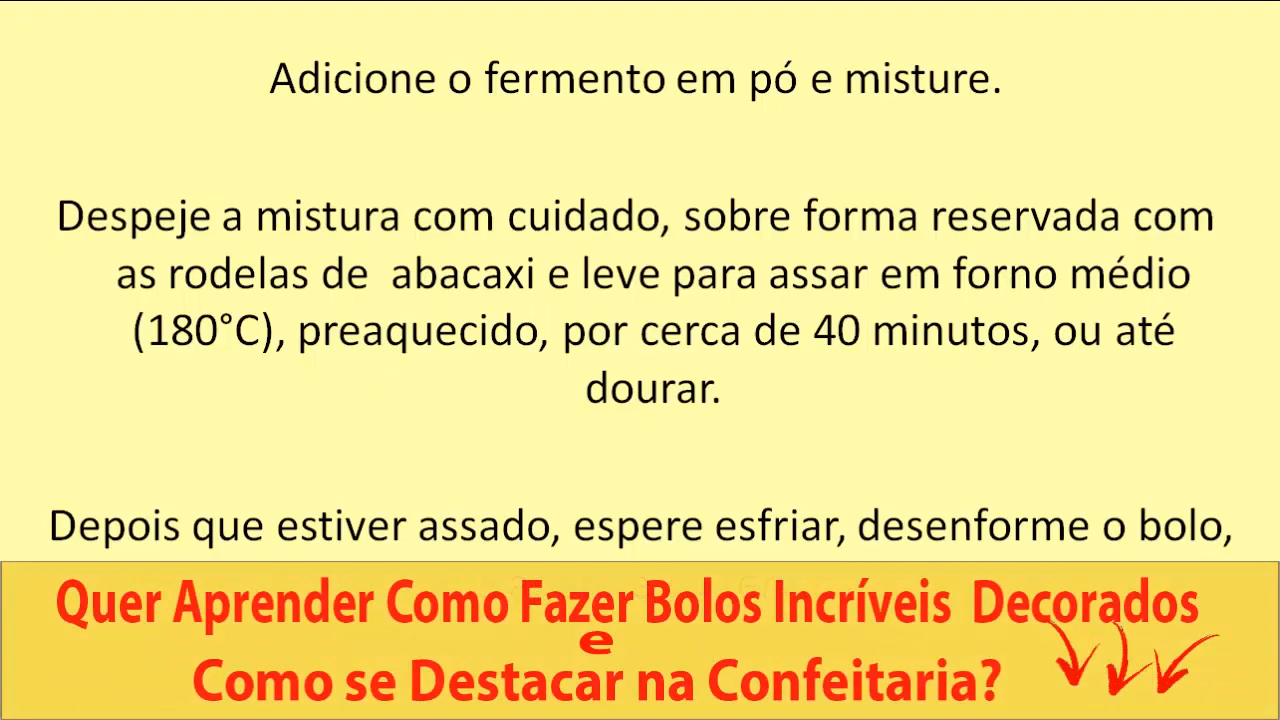 Adicione o fermento em pó e misture.
Despeje a mistura com cuidado, sobre forma reservada com
as rodelas de abacaxi e leve para assar em forno médio
(180°C), preaquecido, por cerca de 40 minutos, ou até
dourar.
Depois que estiver assado, espere esfriar, desenforme o bolo,
Quer Aprender Como Fazer Bolos Incríveis Decorados
e
Como se Destacar na Confeitaria?